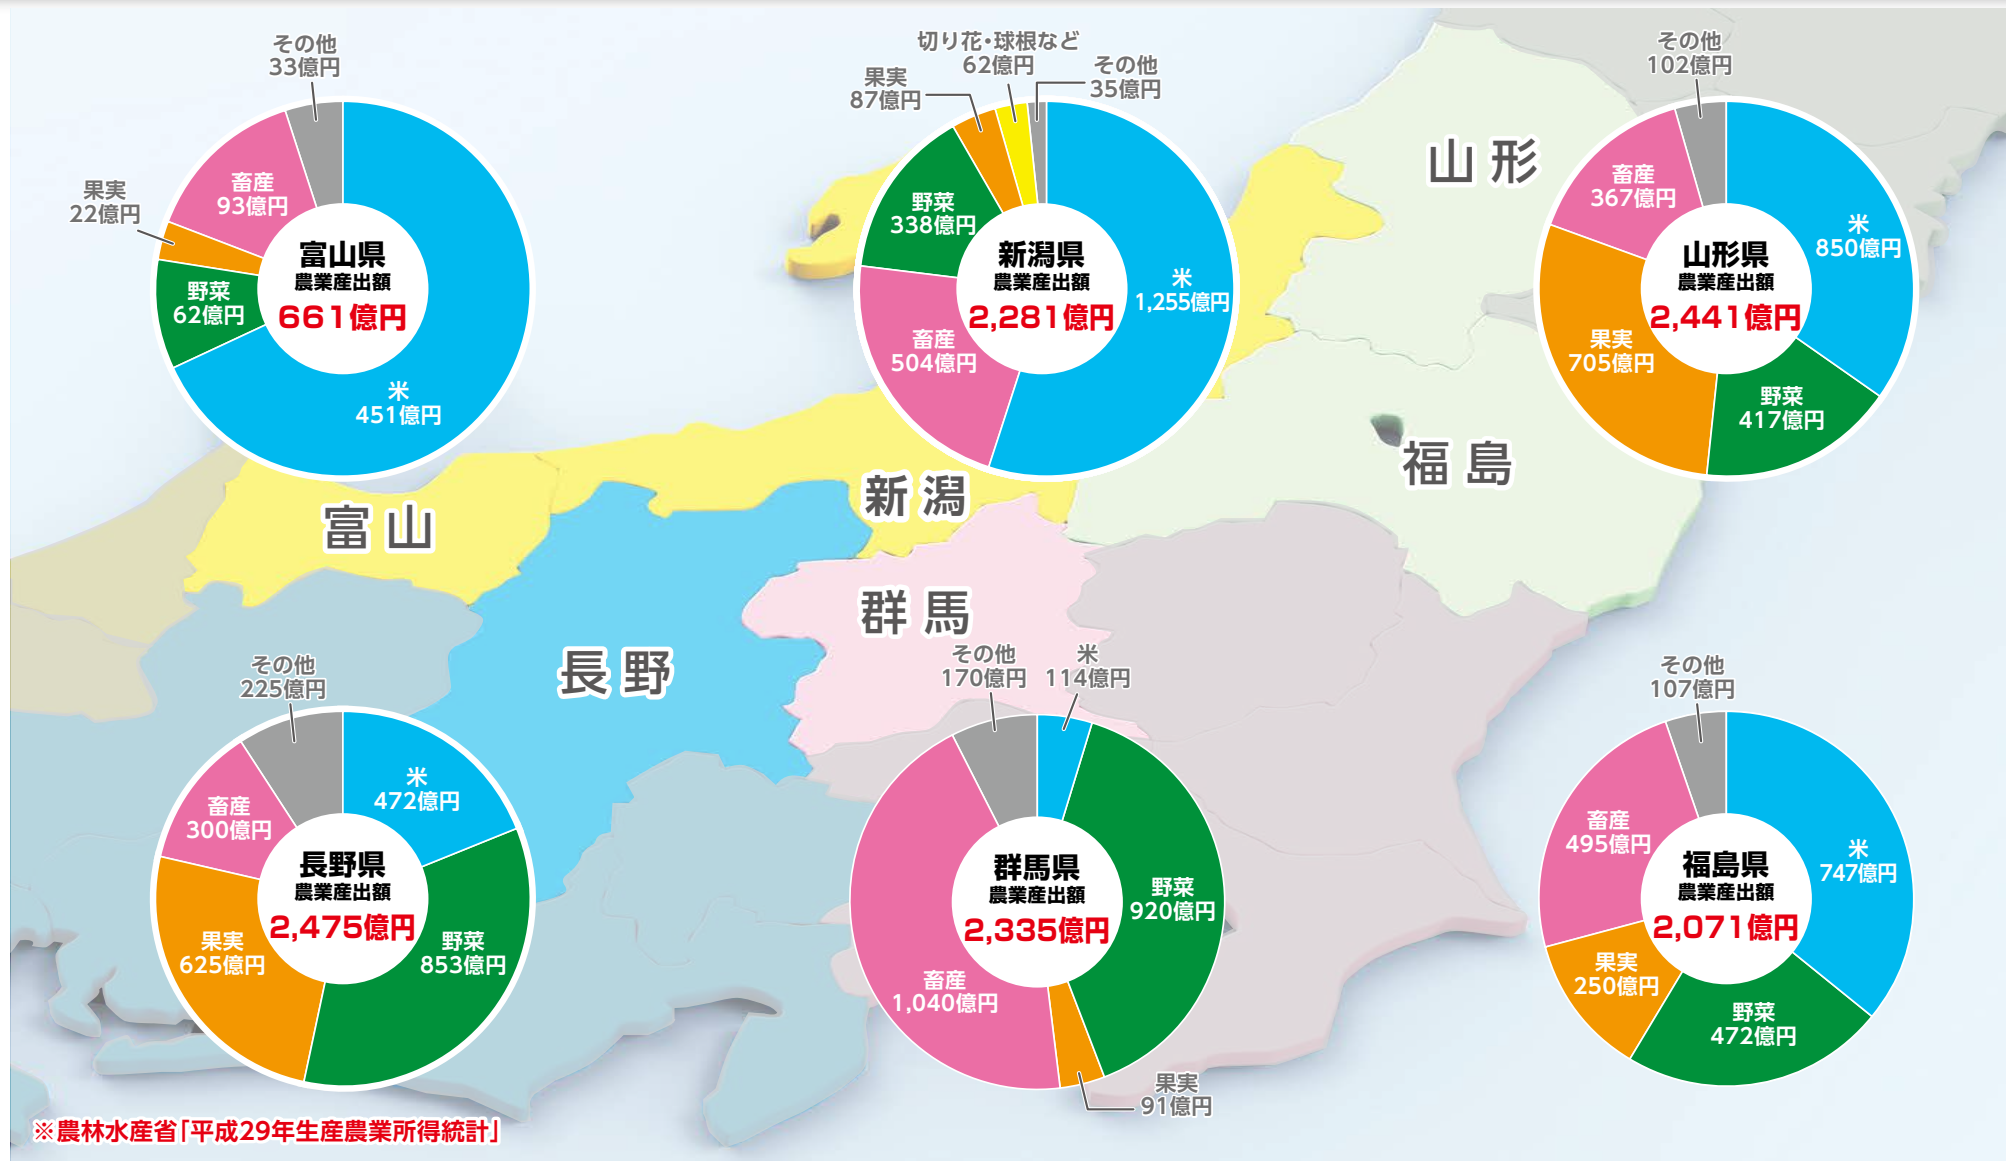 その他
33億円
果実
22億円
畜産
93億円
野菜
62億円
米
451億円
富山県
農業産出額
661億円
切り花・球根など
62億円
その他
35億円
果実
87億円
野菜
338億円
畜産
504億円
米
1,255億円
新潟県
農業産出額
2,281億円
その他
102億円
畜産
367億円
米
850億円
果実
705億円
野菜
417億円
山形県
農業産出額
2,441億円
山形
福島
新潟
富山
群馬
長野
その他
225億円
米
472億円
畜産
300億円
果実
625億円
野菜
853億円
長野県
農業産出額
2,475億円
その他
170億円
米
114億円
野菜
920億円
畜産
1,040億円
果実
91億円
群馬県
農業産出額
2,335億円
その他
107億円
畜産
495億円
米
747億円
果実
250億円
野菜
472億円
福島県
農業産出額
2,071億円
※農林水産省「平成29年生産農業所得統計」